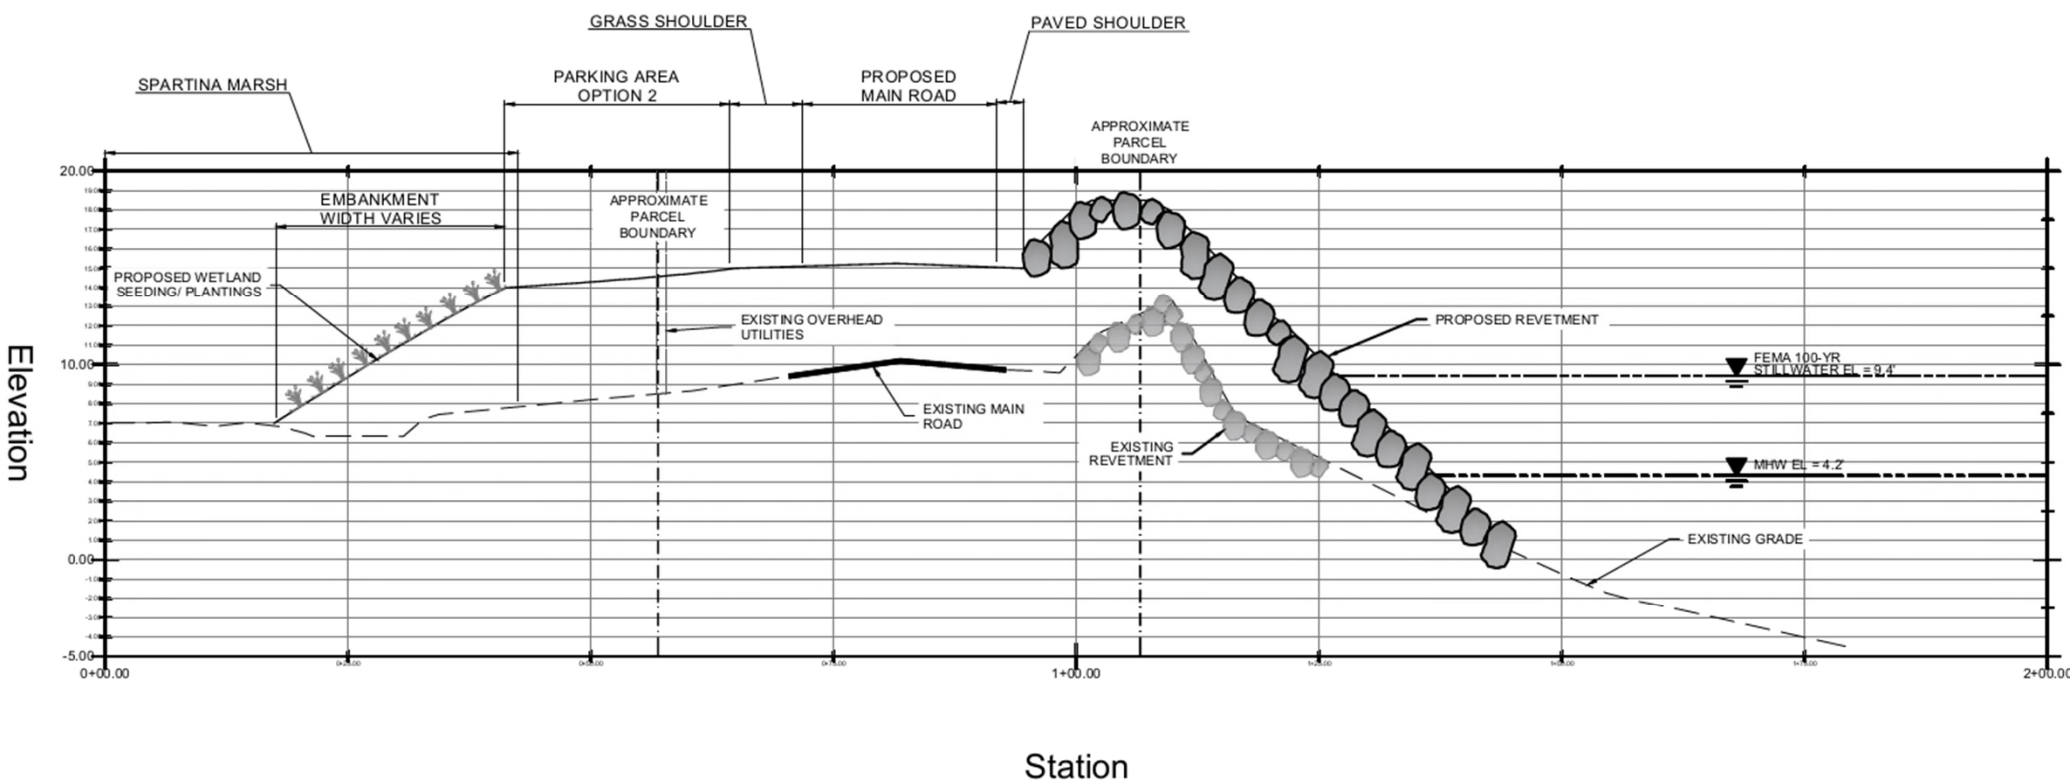 GRASS SHOULDER
PAVED SHOULDER
SPARTINA MARSH
PARKING AREA
OPTION 2
PROPOSED
MAIN ROAD
APPROXIMATE
PARCEL
BOUNDARY
EMBANKMENT
WIDTH VARIES
APPROXIMATE
PARCEL
BOUNDARY
PROPOSED WETLAND
SEEDING/ PLANTINGS
EXISTING OVERHEAD
UTILITIES
PROPOSED REVETMENT
FEMA 100-YR
STILLWATER EL = 9.4'
EXISTING MAIN
ROAD
EXISTING
REVETMENT
MHW EL = 4.2'
EXISTING GRADE
Elevation
20.00
10.00
0.00
-5.00
0+00.00
1+00.00
2+00.00
Station